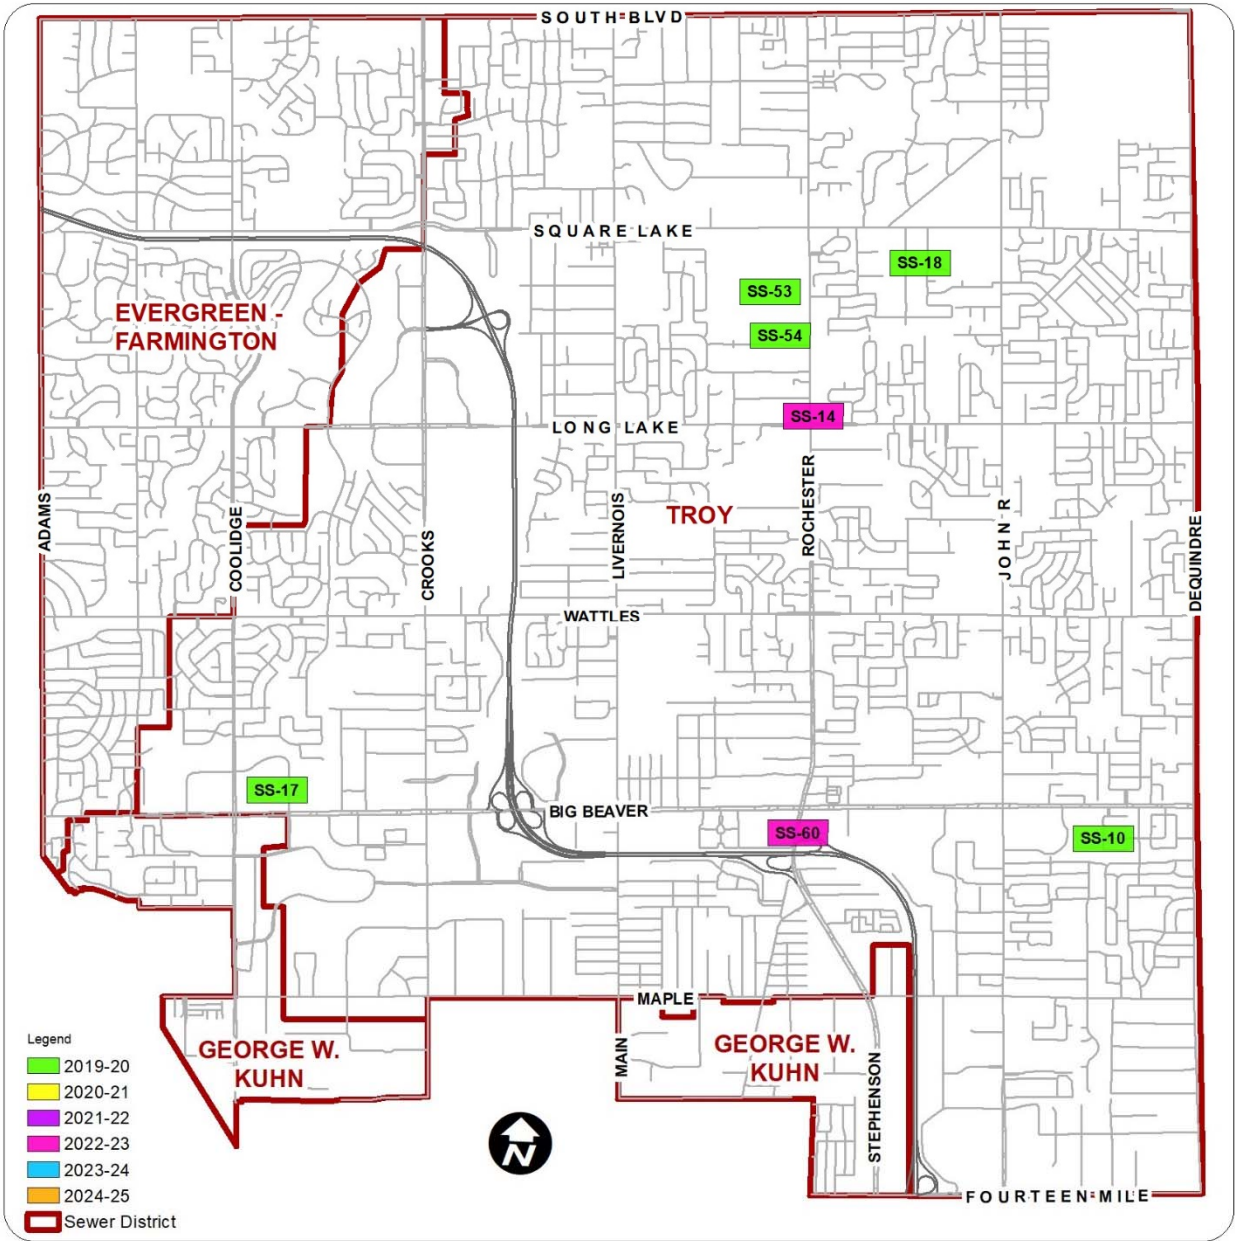 SOUTH BLVD
SQUARE LAKE
SS-18
SS-53
EVERGREEN -
FARMINGTON
SS-54
SS-14
LONG LAKE
TROY
ADAMS
COOLIDGE
CROOKS
LIVERNOIS
ROCHESTER
JOHN R
DEQUINDRE
WATTLES
SS-17
BIG BEAVER
SS-60
SS-10
MAPLE
GEORGE W.
KUHN
MAIN
GEORGE W.
KUHN
STEPHENSON
FOURTEEN MILE
N
Legend
2019-20
2020-21
2021-22
2022-23
2023-24
2024-25
Sewer District